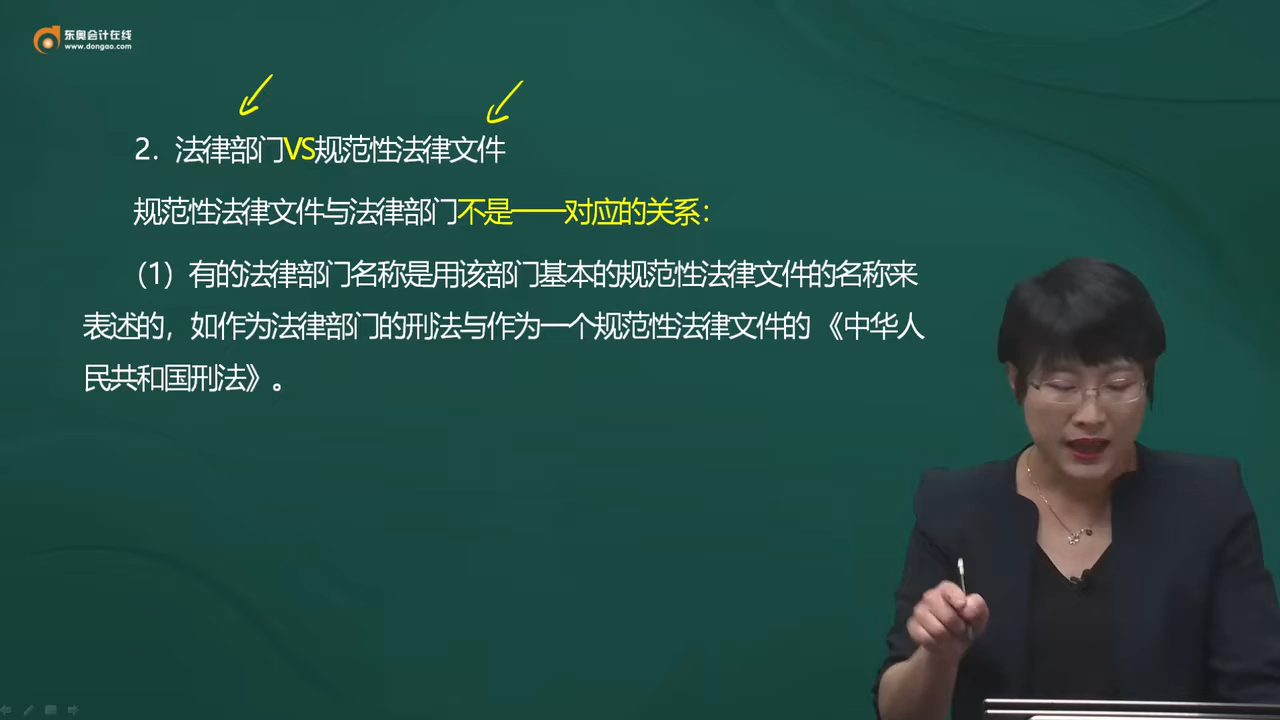 东奥会计在线
www.dongao.com
2. 法律部门VS规范性法律文件
规范性法律文件与法律部门不是一一对应的关系：
（1）有的法律部门名称是用该部门基本的规范性法律文件的名称来
表述的，如作为法律部门的刑法与作为一个规范性法律文件的《中华人
民共和国刑法》。